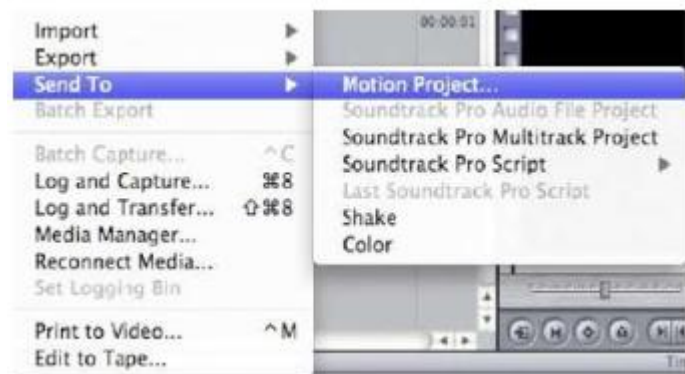 Import
Export
Send To
Batch Export
Batch Capture... ^C
Log and Capture... ⌘8
Log and Transfer... ⇧⌘8
Media Manager...
Reconnect Media...
Set Logging Bin
Print to Video... ^M
Edit to Tape...
00:00:01
Motion Project...
Soundtrack Pro Audio File Project
Soundtrack Pro Multitrack Project
Soundtrack Pro Script
Last Soundtrack Pro Script
Shake
Color